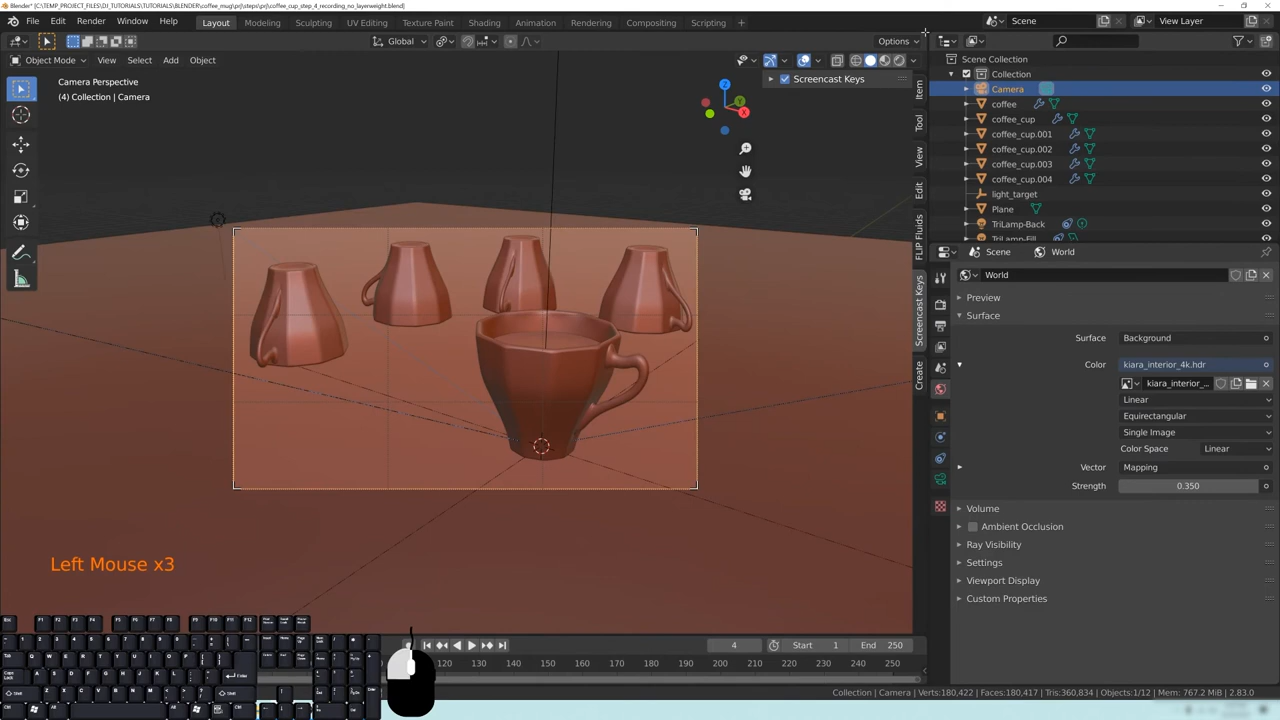 Blender* [P:_TEMP_PROJECT_FILES\DJ_TUTORIALS\TUTORIALS\BLENDER\coffee_mug\prj\steps\prj\coffee_cup_step_4_recording_no_layerweight.blend]
File Edit Render Window Help Layout Modeling Sculpting UV Editing Texture Paint Shading Animation Rendering Compositing Scripting + Scene View Layer
Global Options
Object Mode View Select Add Object
Camera Perspective
(4) Collection | Camera
Screencast Keys
Item
Tool
View
Edit
FLIP Fluids
Screencast Keys
Create
Scene Collection
Collection
Camera
coffee
coffee_cup
coffee_cup.001
coffee_cup.002
coffee_cup.003
coffee_cup.004
light_target
Plane
TriLamp-Back
TriLamp-Fill
Scene World
World
Preview
Surface
Surface Background
Color kiara_interior_4k.hdr
kiara_interior_...
Linear
Equirectangular
Single Image
Color Space Linear
Vector Mapping
Strength 0.350
Volume
Ambient Occlusion
Ray Visibility
Settings
Viewport Display
Custom Properties
Left Mouse x3
4 Start 1 End 250
120 130 140 150 160 170 180 190 200 210 220 230 240 250
Collection | Camera | Verts:180,422 | Faces:180,417 | Tris:360,834 | Objects:1/12 | Mem: 767.2 MiB | 2.83.0